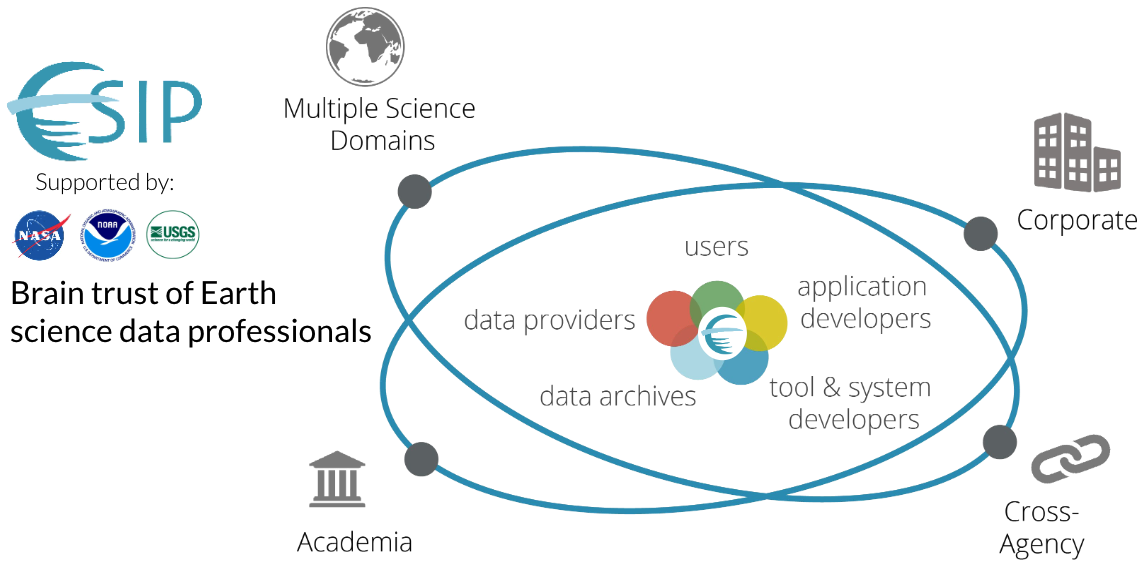 Multiple Science
Domains
ESIP
Supported by:
NASA
NOAA
USGS
Brain trust of Earth
science data professionals
Corporate
users
application
developers
data providers
data archives
tool & system
developers
Academia
Cross-
Agency